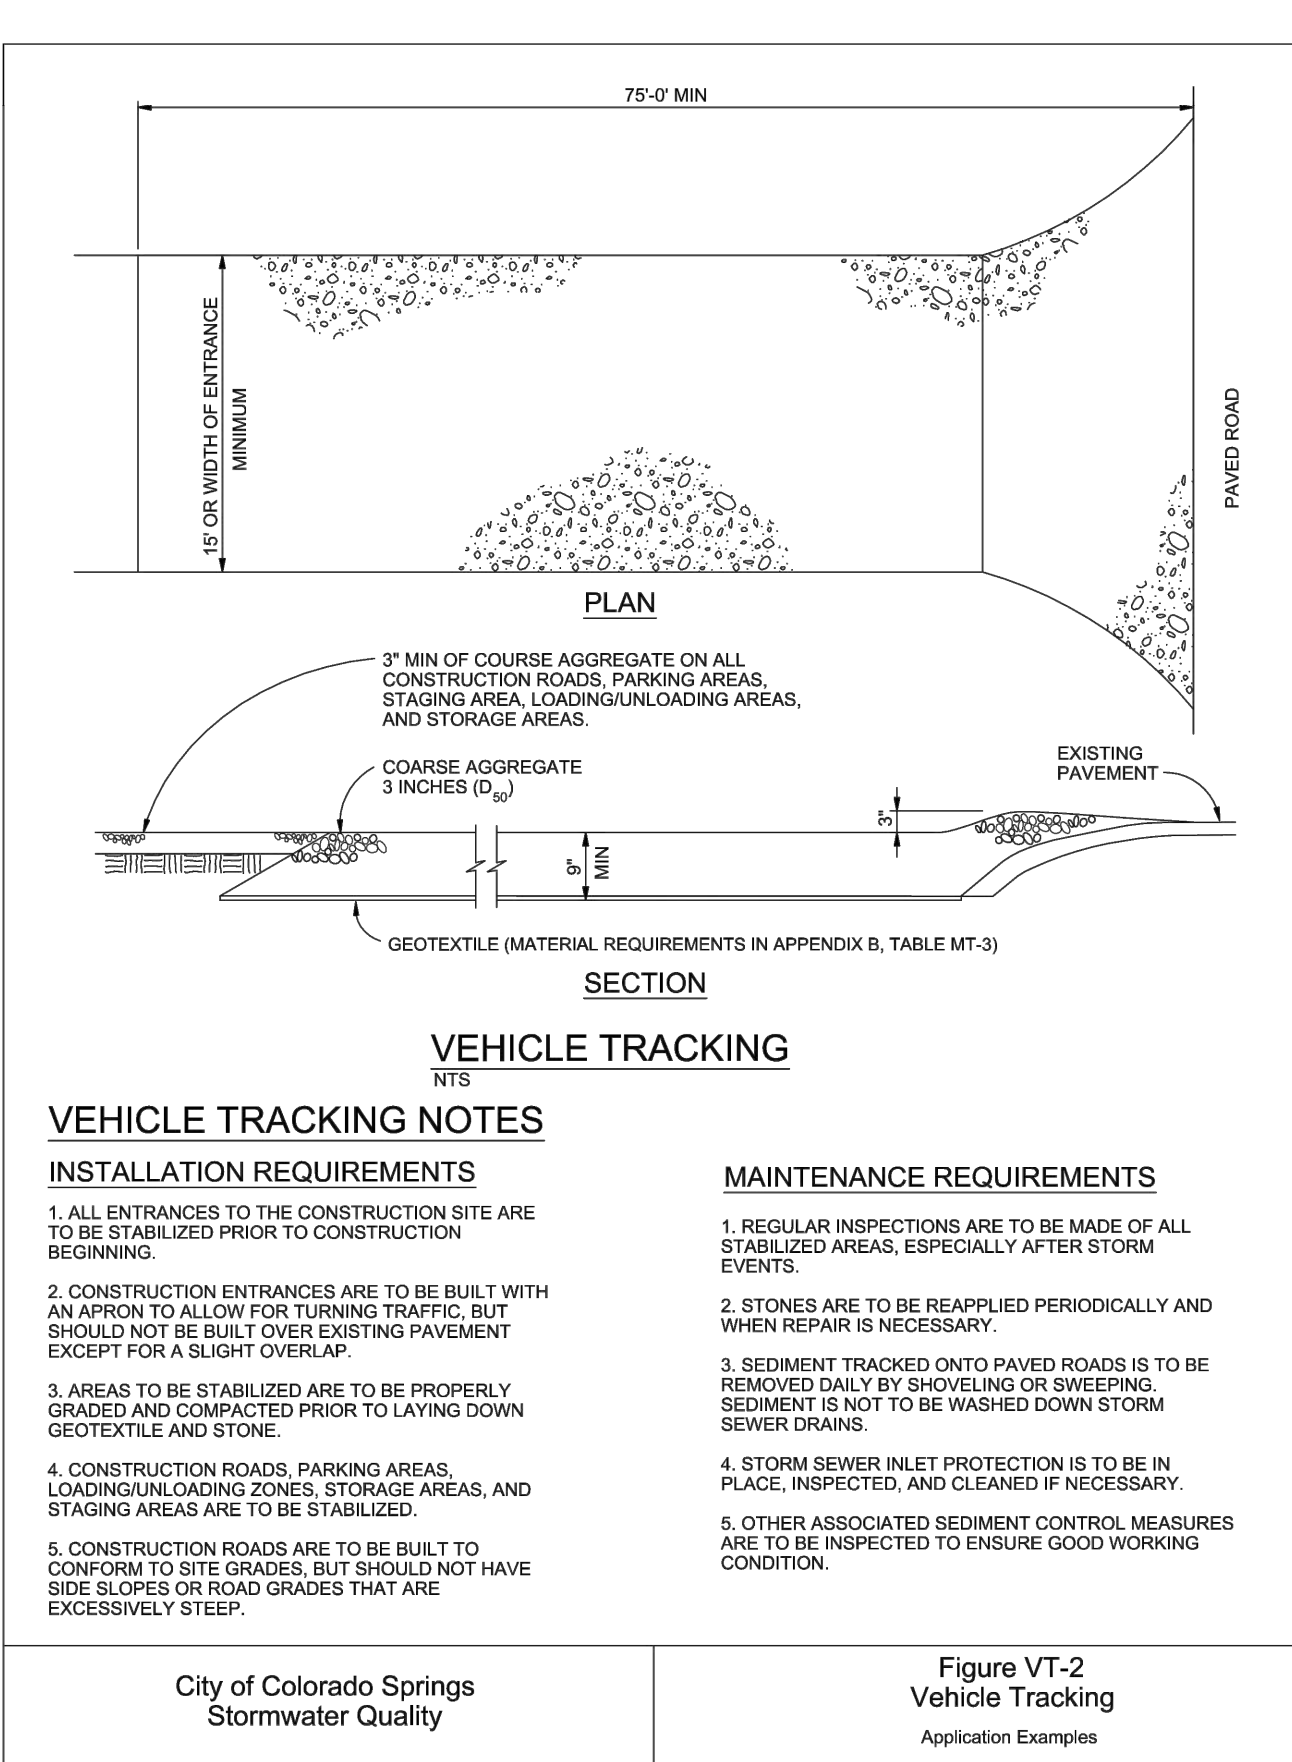 75'-0' MIN
15' OR WIDTH OF ENTRANCE
MINIMUM
PAVED ROAD
PLAN
3" MIN OF COURSE AGGREGATE ON ALL
CONSTRUCTION ROADS, PARKING AREAS,
STAGING AREA, LOADING/UNLOADING AREAS,
AND STORAGE AREAS.
COARSE AGGREGATE
3 INCHES (D50)
EXISTING
PAVEMENT
3"
9"
MIN
GEOTEXTILE (MATERIAL REQUIREMENTS IN APPENDIX B, TABLE MT-3)
SECTION
VEHICLE TRACKING
NTS
VEHICLE TRACKING NOTES
INSTALLATION REQUIREMENTS
1. ALL ENTRANCES TO THE CONSTRUCTION SITE ARE
TO BE STABILIZED PRIOR TO CONSTRUCTION
BEGINNING.
2. CONSTRUCTION ENTRANCES ARE TO BE BUILT WITH
AN APRON TO ALLOW FOR TURNING TRAFFIC, BUT
SHOULD NOT BE BUILT OVER EXISTING PAVEMENT
EXCEPT FOR A SLIGHT OVERLAP.
3. AREAS TO BE STABILIZED ARE TO BE PROPERLY
GRADED AND COMPACTED PRIOR TO LAYING DOWN
GEOTEXTILE AND STONE.
4. CONSTRUCTION ROADS, PARKING AREAS,
LOADING/UNLOADING ZONES, STORAGE AREAS, AND
STAGING AREAS ARE TO BE STABILIZED.
5. CONSTRUCTION ROADS ARE TO BE BUILT TO
CONFORM TO SITE GRADES, BUT SHOULD NOT HAVE
SIDE SLOPES OR ROAD GRADES THAT ARE
EXCESSIVELY STEEP.
MAINTENANCE REQUIREMENTS
1. REGULAR INSPECTIONS ARE TO BE MADE OF ALL
STABILIZED AREAS, ESPECIALLY AFTER STORM
EVENTS.
2. STONES ARE TO BE REAPPLIED PERIODICALLY AND
WHEN REPAIR IS NECESSARY.
3. SEDIMENT TRACKED ONTO PAVED ROADS IS TO BE
REMOVED DAILY BY SHOVELING OR SWEEPING.
SEDIMENT IS NOT TO BE WASHED DOWN STORM
SEWER DRAINS.
4. STORM SEWER INLET PROTECTION IS TO BE IN
PLACE, INSPECTED, AND CLEANED IF NECESSARY.
5. OTHER ASSOCIATED SEDIMENT CONTROL MEASURES
ARE TO BE INSPECTED TO ENSURE GOOD WORKING
CONDITION.
City of Colorado Springs
Stormwater Quality
Figure VT-2
Vehicle Tracking
Application Examples